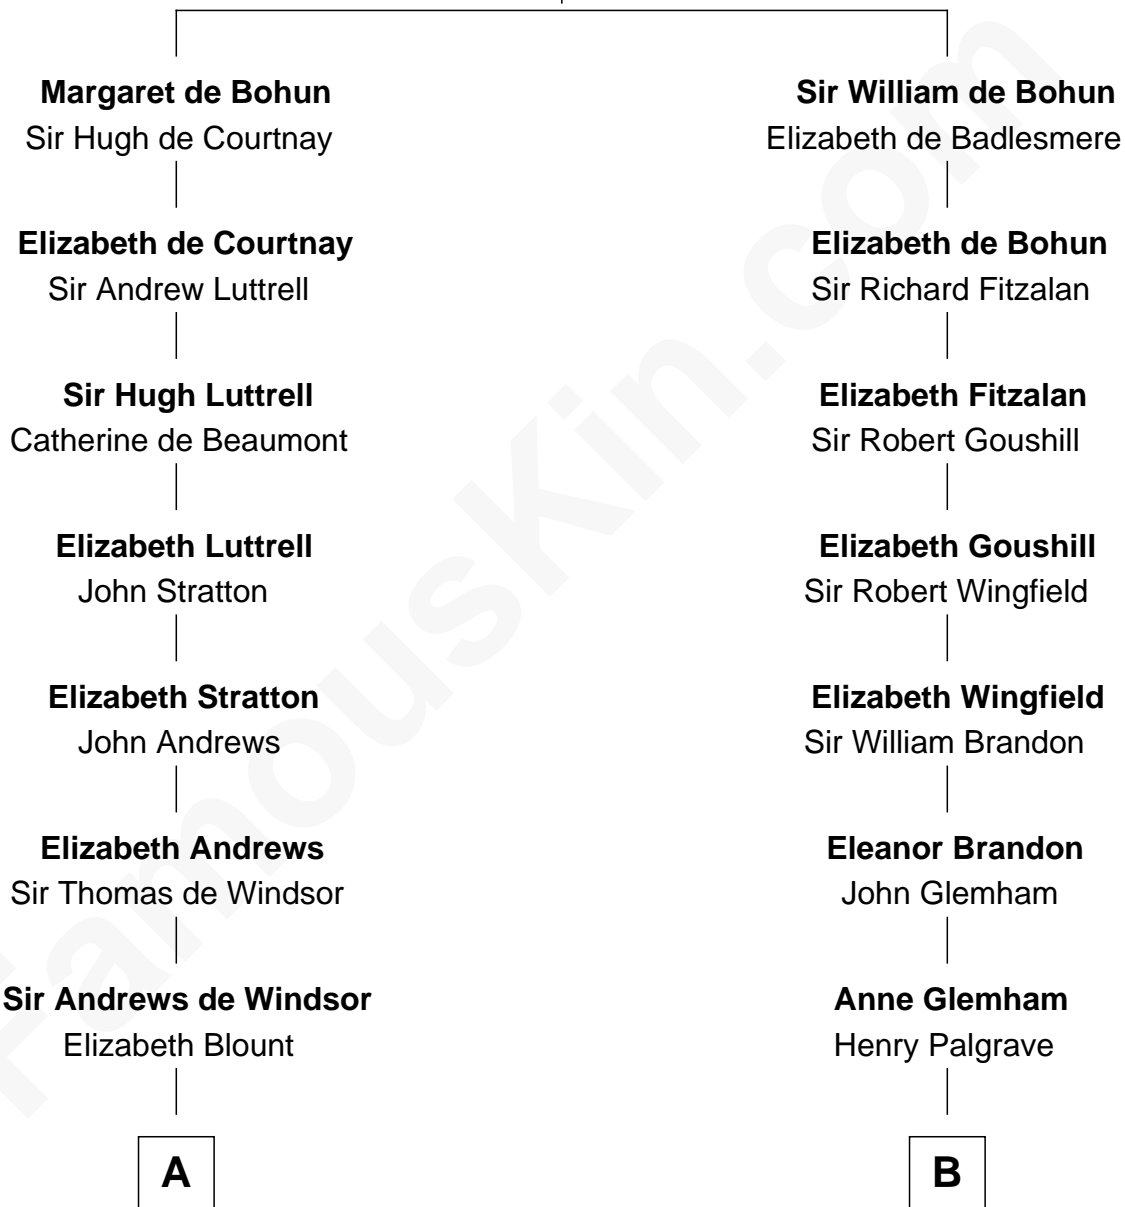 Margaret de Bohun
Sir Hugh de Courtnay
Elizabeth de Courtnay
Sir Andrew Luttrell
Sir Hugh Luttrell
Catherine de Beaumont
Elizabeth Luttrell
John Stratton
Elizabeth Stratton
John Andrews
Elizabeth Andrews
Sir Thomas de Windsor
Sir Andrews de Windsor
Elizabeth Blount
A
Sir William de Bohun
Elizabeth de Badlesmere
Elizabeth de Bohun
Sir Richard Fitzalan
Elizabeth Fitzalan
Sir Robert Goushill
Elizabeth Goushill
Sir Robert Wingfield
Elizabeth Wingfield
Sir William Brandon
Eleanor Brandon
John Glemham
Anne Glemham
Henry Palgrave
B
FamousKin.com